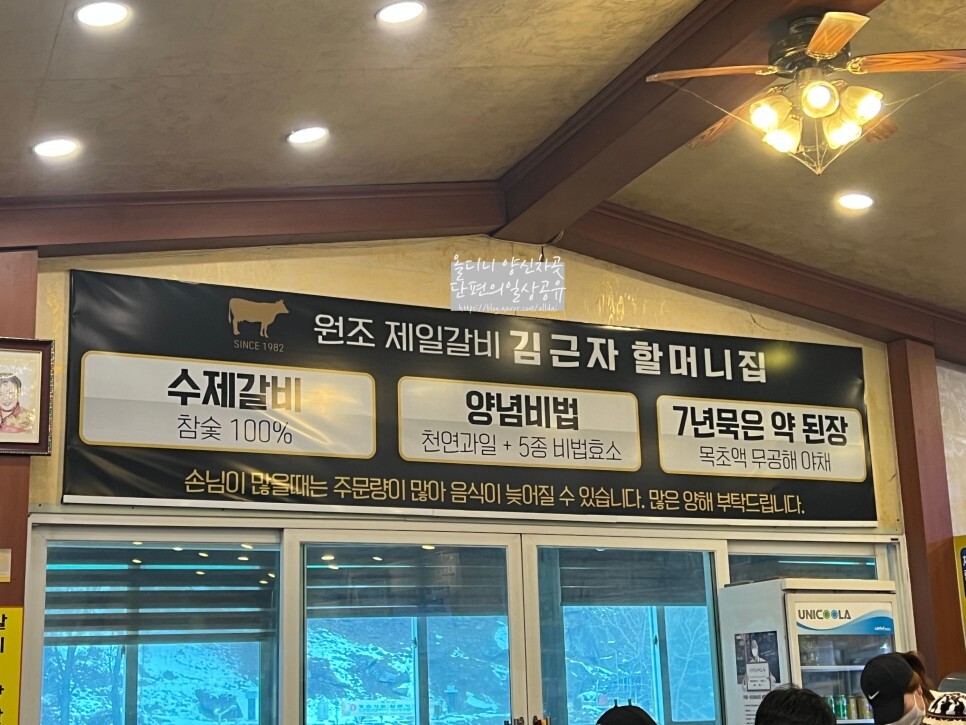 올디니 양신차곳
단편의일상공유
SINCE 1982
원조 제일갈비 김근자 할머니집
수제갈비
참숯 100%
양념비법
천연과일 + 5종 비법효소
7년묵은 약 된장
목초액 무공해 야채
손님이 많을때는 주문량이 많아 음식이 늦어질 수 있습니다. 많은 양해 부탁드립니다.
UNICOOLA